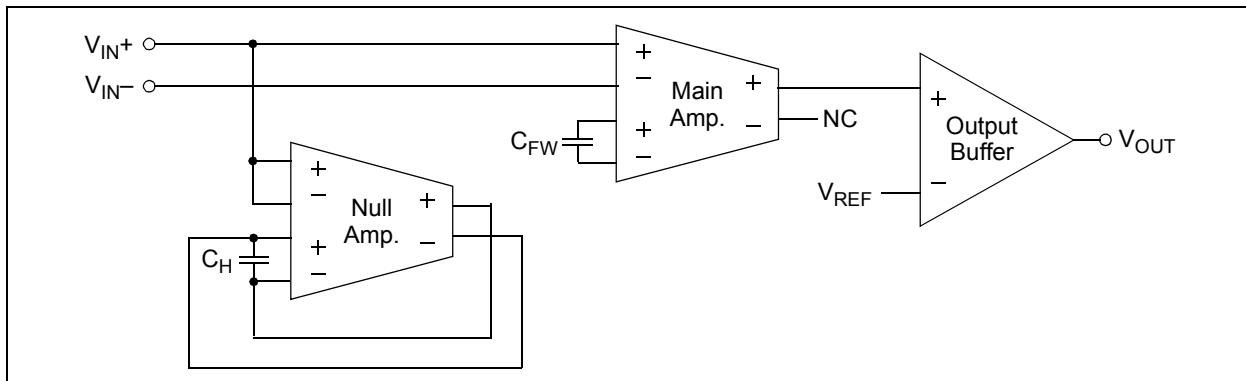 V_IN+
V_IN–
+
–
+
–
Main
Amp.
+
–
NC
C_FW
+
–
Output
Buffer
V_OUT
V_REF
+
–
+
–
Null
Amp.
+
–
C_H